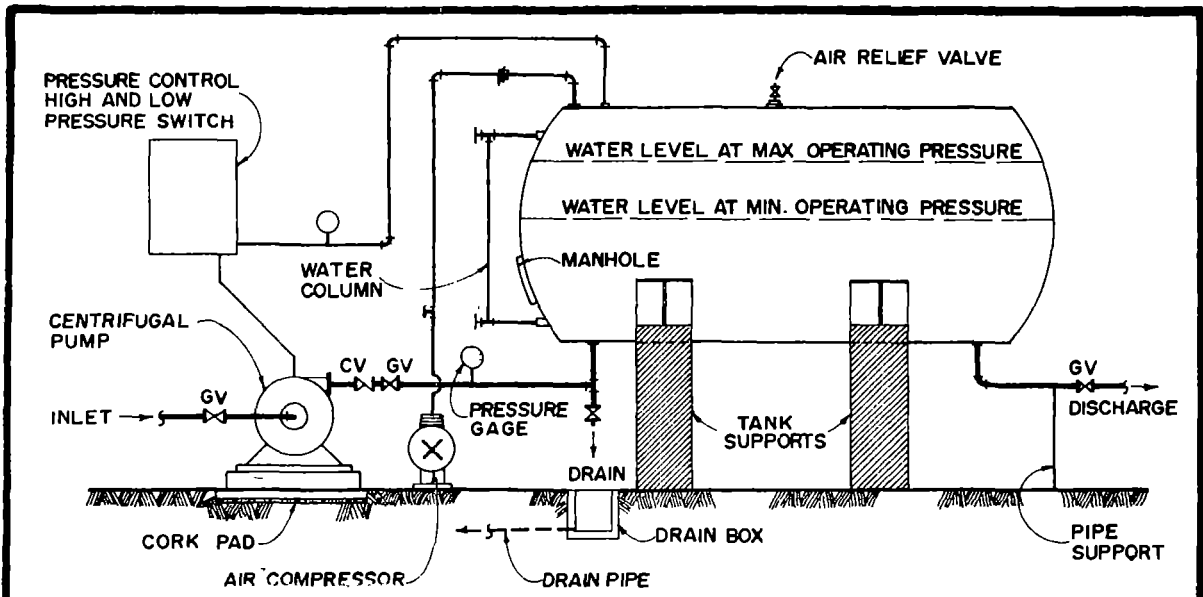 AIR RELIEF VALVE
PRESSURE CONTROL
HIGH AND LOW
PRESSURE SWITCH
WATER LEVEL AT MAX OPERATING PRESSURE
WATER LEVEL AT MIN. OPERATING PRESSURE
MANHOLE
WATER
COLUMN
CENTRIFUGAL
PUMP
CV
GV
GV
GV
INLET
PRESSURE
GAGE
TANK
SUPPORTS
DISCHARGE
DRAIN
CORK PAD
DRAIN BOX
PIPE
SUPPORT
AIR COMPRESSOR
DRAIN PIPE